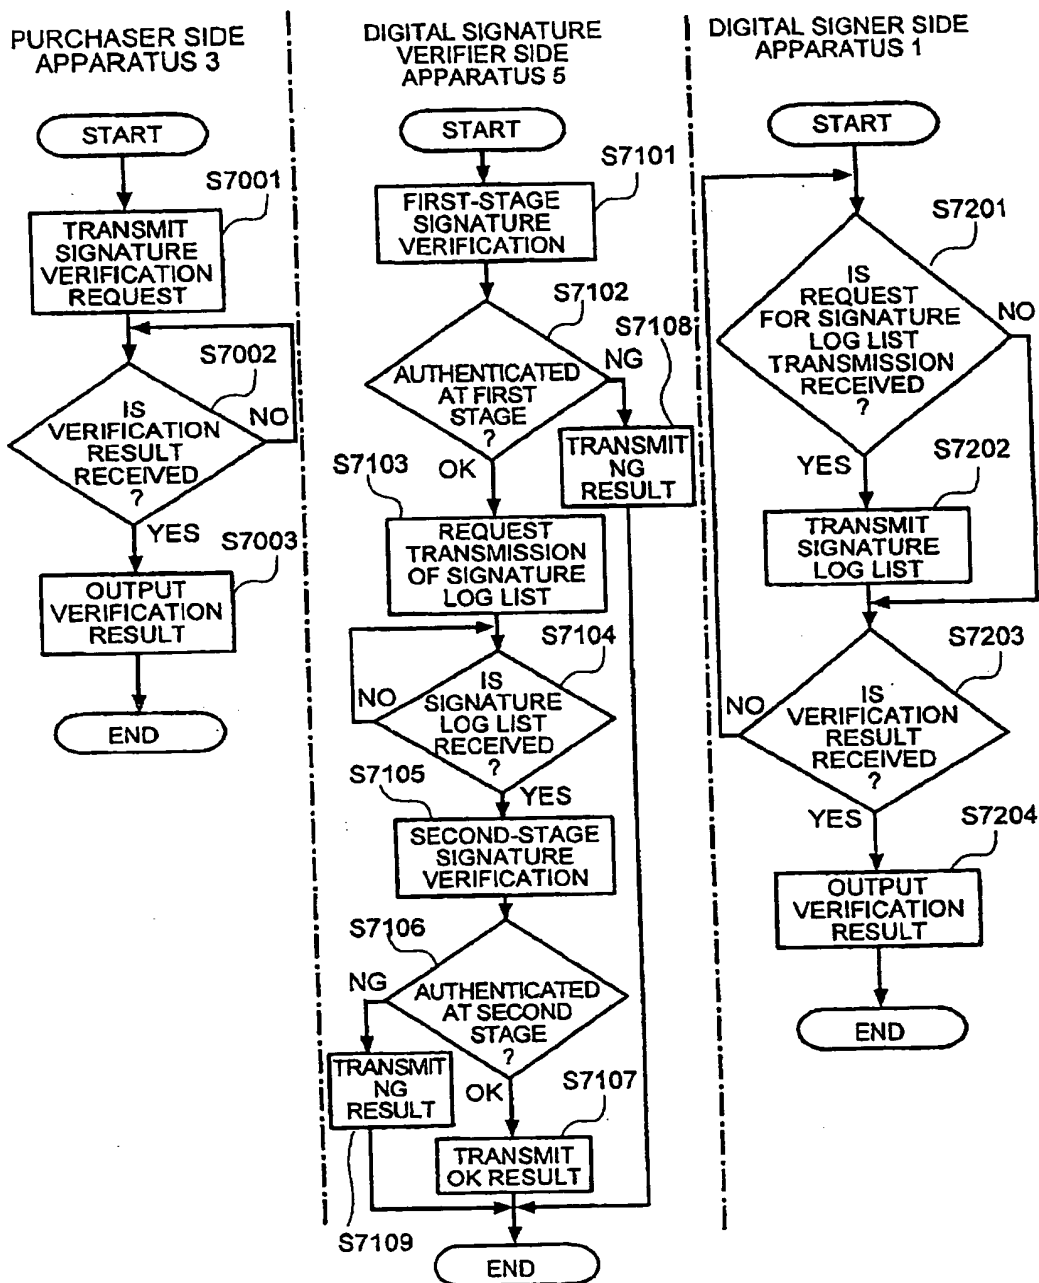 PURCHASER SIDE
APPARATUS 3
START
S7001
TRANSMIT
SIGNATURE
VERIFICATION
REQUEST
S7002
IS
VERIFICATION
RESULT
RECEIVED
?
NO
YES
S7003
OUTPUT
VERIFICATION
RESULT
END
DIGITAL SIGNATURE
VERIFIER SIDE
APPARATUS 5
START
S7101
FIRST-STAGE
SIGNATURE
VERIFICATION
S7102
AUTHENTICATED
AT FIRST
STAGE
?
NG
S7108
TRANSMIT
NG
RESULT
OK
S7103
REQUEST
TRANSMISSION
OF SIGNATURE
LOG LIST
S7104
IS
SIGNATURE
LOG LIST
RECEIVED
?
NO
YES
S7105
SECOND-STAGE
SIGNATURE
VERIFICATION
S7106
AUTHENTICATED
AT SECOND
STAGE
?
NG
TRANSMIT
NG
RESULT
S7109
OK
S7107
TRANSMIT
OK RESULT
END
DIGITAL SIGNER SIDE
APPARATUS 1
START
S7201
IS
REQUEST
FOR SIGNATURE
LOG LIST
TRANSMISSION
RECEIVED
?
NO
YES
S7202
TRANSMIT
SIGNATURE
LOG LIST
S7203
IS
VERIFICATION
RESULT
RECEIVED
?
NO
YES
S7204
OUTPUT
VERIFICATION
RESULT
END